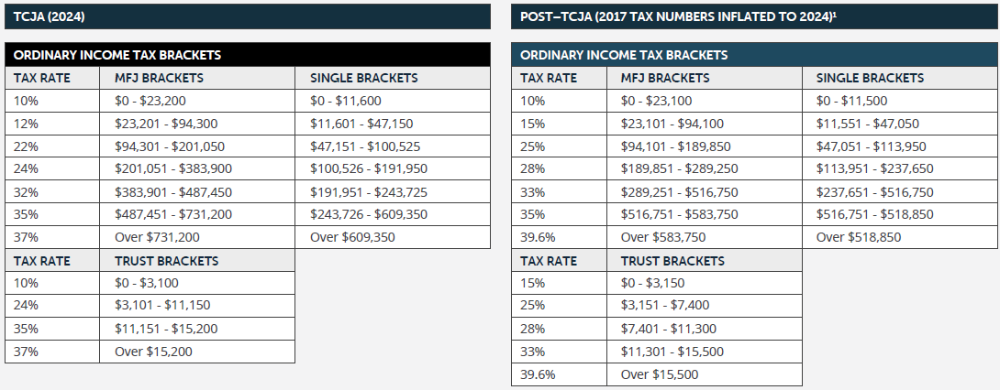 TCJA (2024)
ORDINARY INCOME TAX BRACKETS
TAX RATE MFJ BRACKETS SINGLE BRACKETS
10% $0 - $23,200 $0 - $11,600
12% $23,201 - $94,300 $11,601 - $47,150
22% $94,301 - $201,050 $47,151 - $100,525
24% $201,051 - $383,900 $100,526 - $191,950
32% $383,901 - $487,450 $191,951 - $243,725
35% $487,451 - $731,200 $243,726 - $609,350
37% Over $731,200 Over $609,350
TAX RATE TRUST BRACKETS
10% $0 - $3,100
24% $3,101 - $11,150
35% $11,151 - $15,200
37% Over $15,200
POST–TCJA (2017 TAX NUMBERS INFLATED TO 2024)¹
ORDINARY INCOME TAX BRACKETS
TAX RATE MFJ BRACKETS SINGLE BRACKETS
10% $0 - $23,100 $0 - $11,500
15% $23,101 - $94,100 $11,551 - $47,050
25% $94,101 - $189,850 $47,051 - $113,950
28% $189,851 - $289,250 $113,951 - $237,650
33% $289,251 - $516,750 $237,651 - $516,750
35% $516,751 - $583,750 $516,751 - $518,850
39.6% Over $583,750 Over $518,850
TAX RATE TRUST BRACKETS
15% $0 - $3,150
25% $3,151 - $7,400
28% $7,401 - $11,300
33% $11,301 - $15,500
39.6% Over $15,500